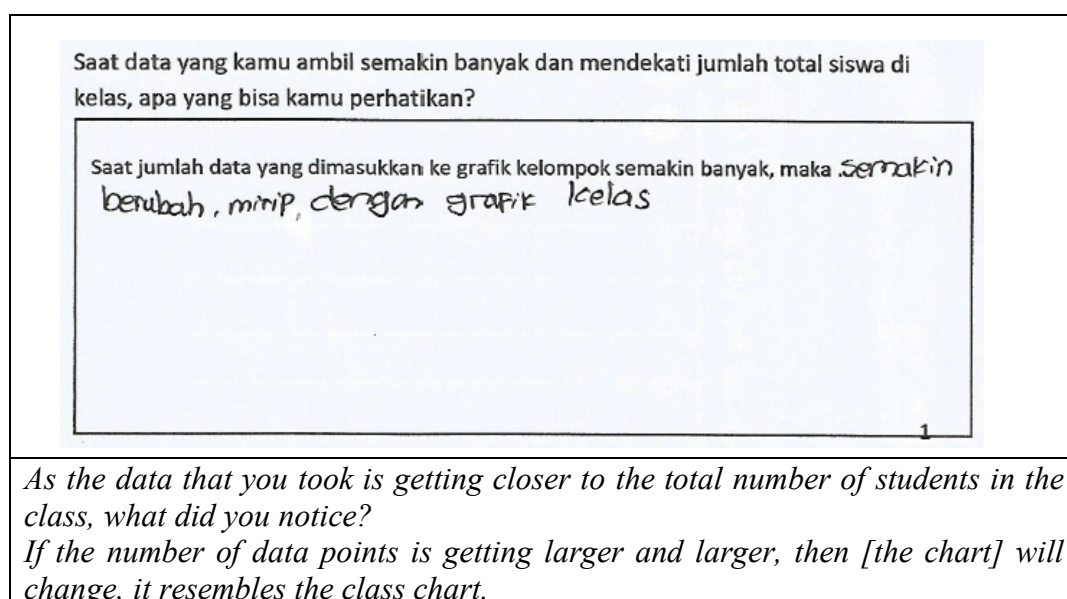 Saat data yang kamu ambil semakin banyak dan mendekati jumlah total siswa di
kelas, apa yang bisa kamu perhatikan?
Saat jumlah data yang dimasukkan ke grafik kelompok semakin banyak, maka semakin
berubah, mirip dengan grafik kelas
1
As the data that you took is getting closer to the total number of students in the
class, what did you notice?
If the number of data points is getting larger and larger, then [the chart] will
change, it resembles the class chart.